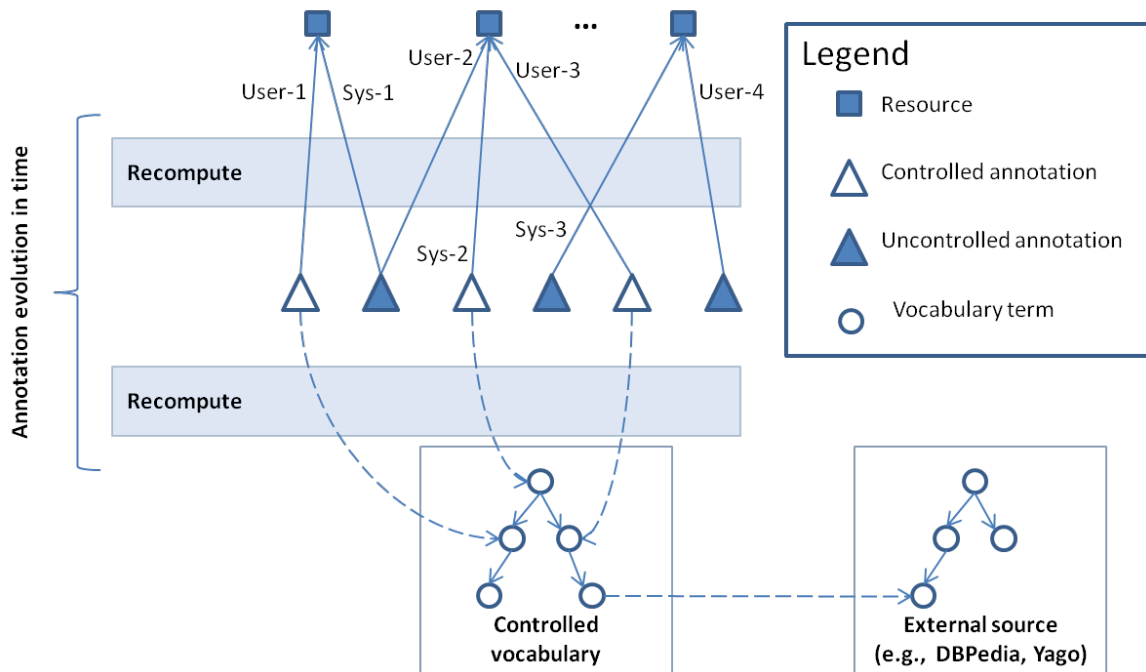 ...
User-1
Sys-1
User-2
User-3
User-4
Recompute
Sys-2
Sys-3
Recompute
Annotation evolution in time
Legend
Resource
Controlled annotation
Uncontrolled annotation
Vocabulary term
Controlled
vocabulary
External source
(e.g., DBPedia, Yago)